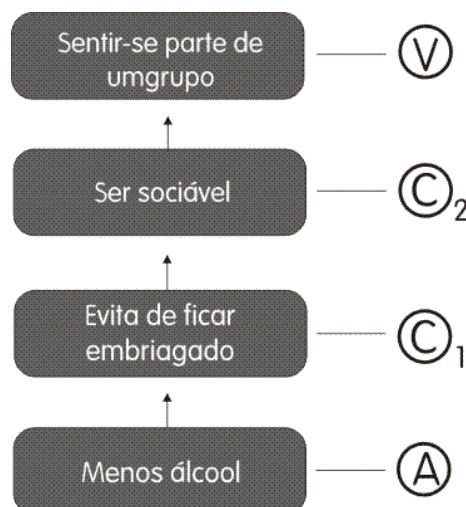 Sentir-se parte de
umgrupo
V
Ser sociável
C2
Evita de ficar
embriagado
C1
Menos álcool
A